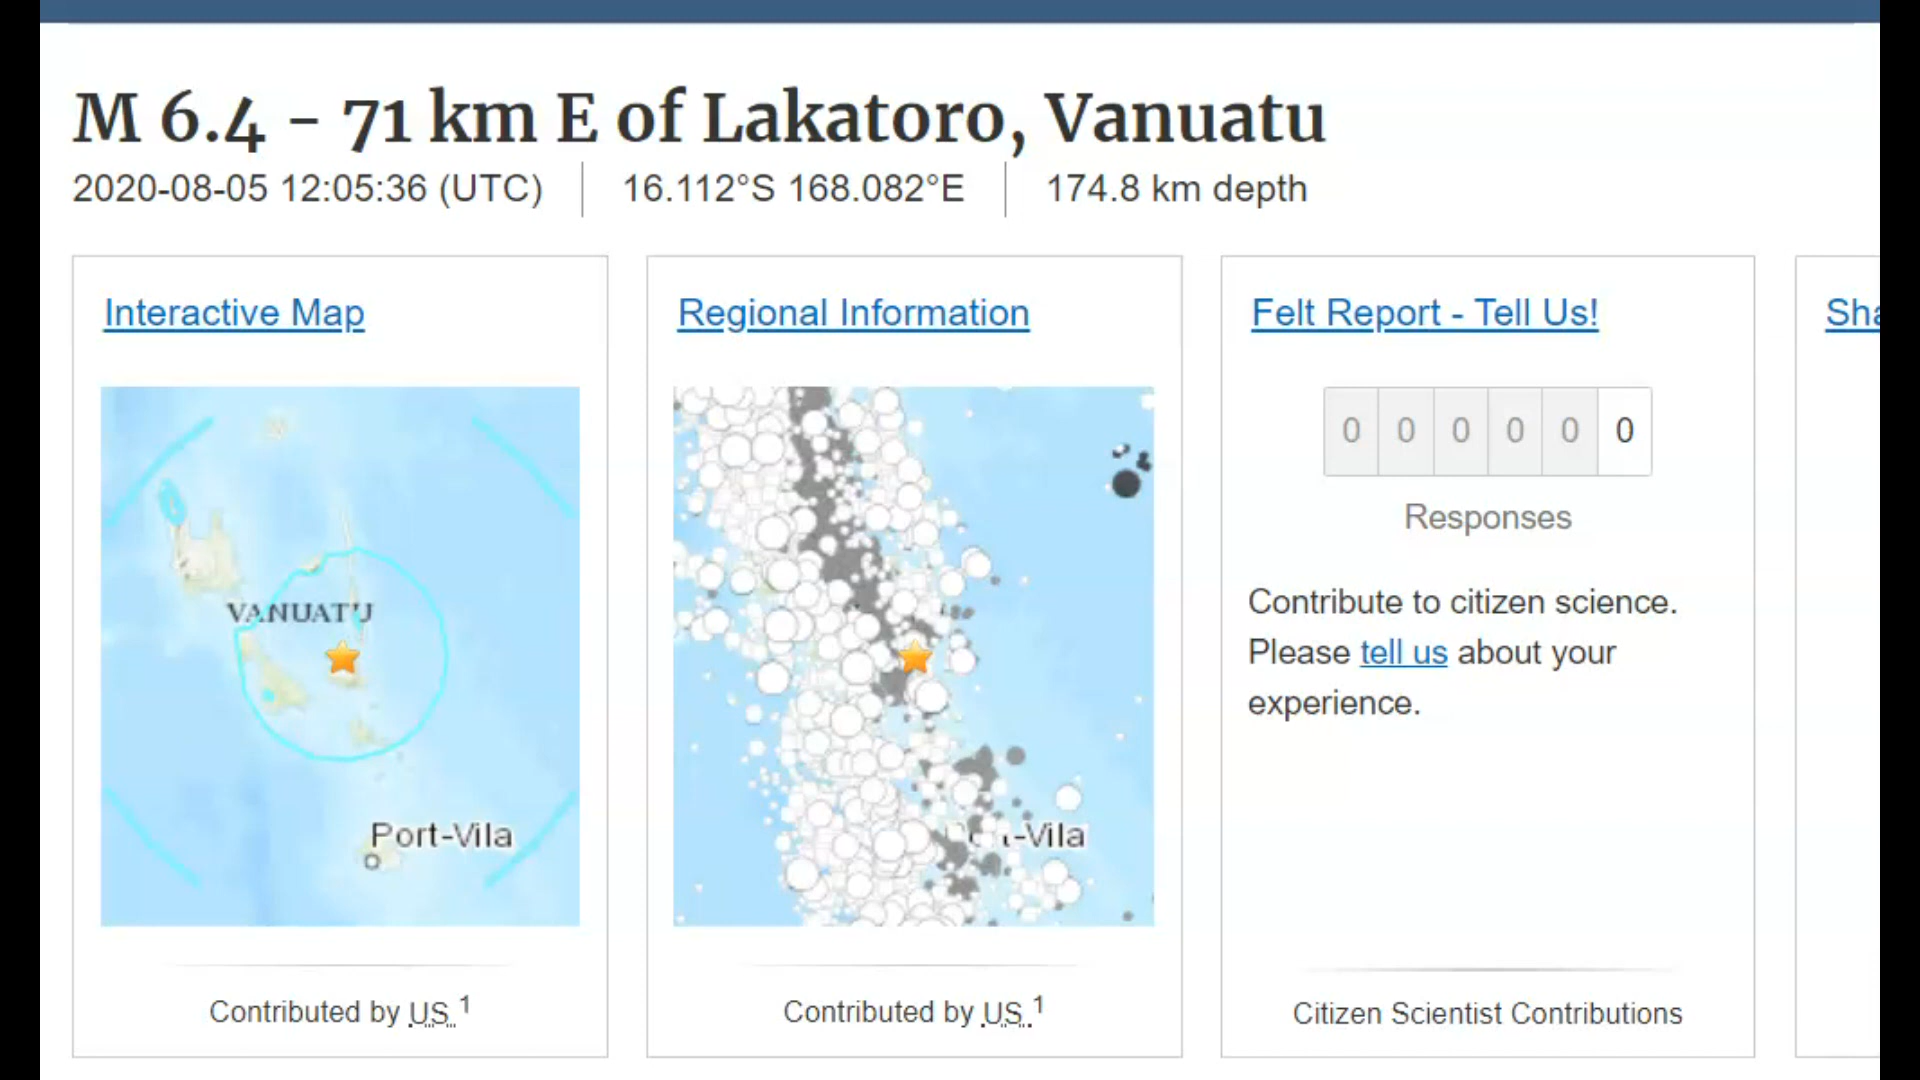 M 6.4 - 71 km E of Lakatoro, Vanuatu
2020-08-05 12:05:36 (UTC)
16.112°S 168.082°E
174.8 km depth
Interactive Map
VANUATU
Port-Vila
Contributed by US 1
Regional Information
-Vila
Contributed by US 1
Felt Report - Tell Us!
0 0 0 0 0 0
Responses
Contribute to citizen science.
Please tell us about your
experience.
Citizen Scientist Contributions